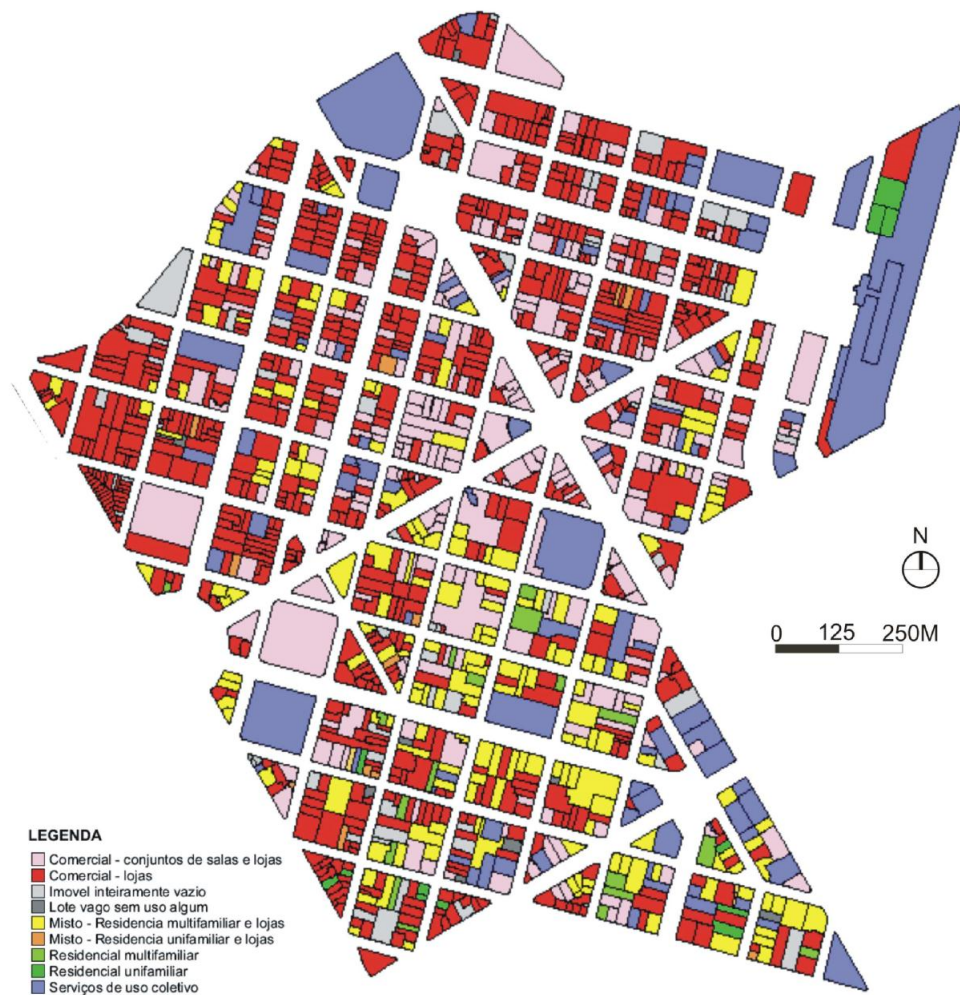 N
0 125 250M
LEGENDA
Comercial - conjuntos de salas e lojas
Comercial - lojas
Imovel inteiramente vazio
Lote vago sem uso algum
Misto - Residencia multifamiliar e lojas
Misto - Residencia unifamiliar e lojas
Residencial multifamiliar
Residencial unifamiliar
Serviços de uso coletivo